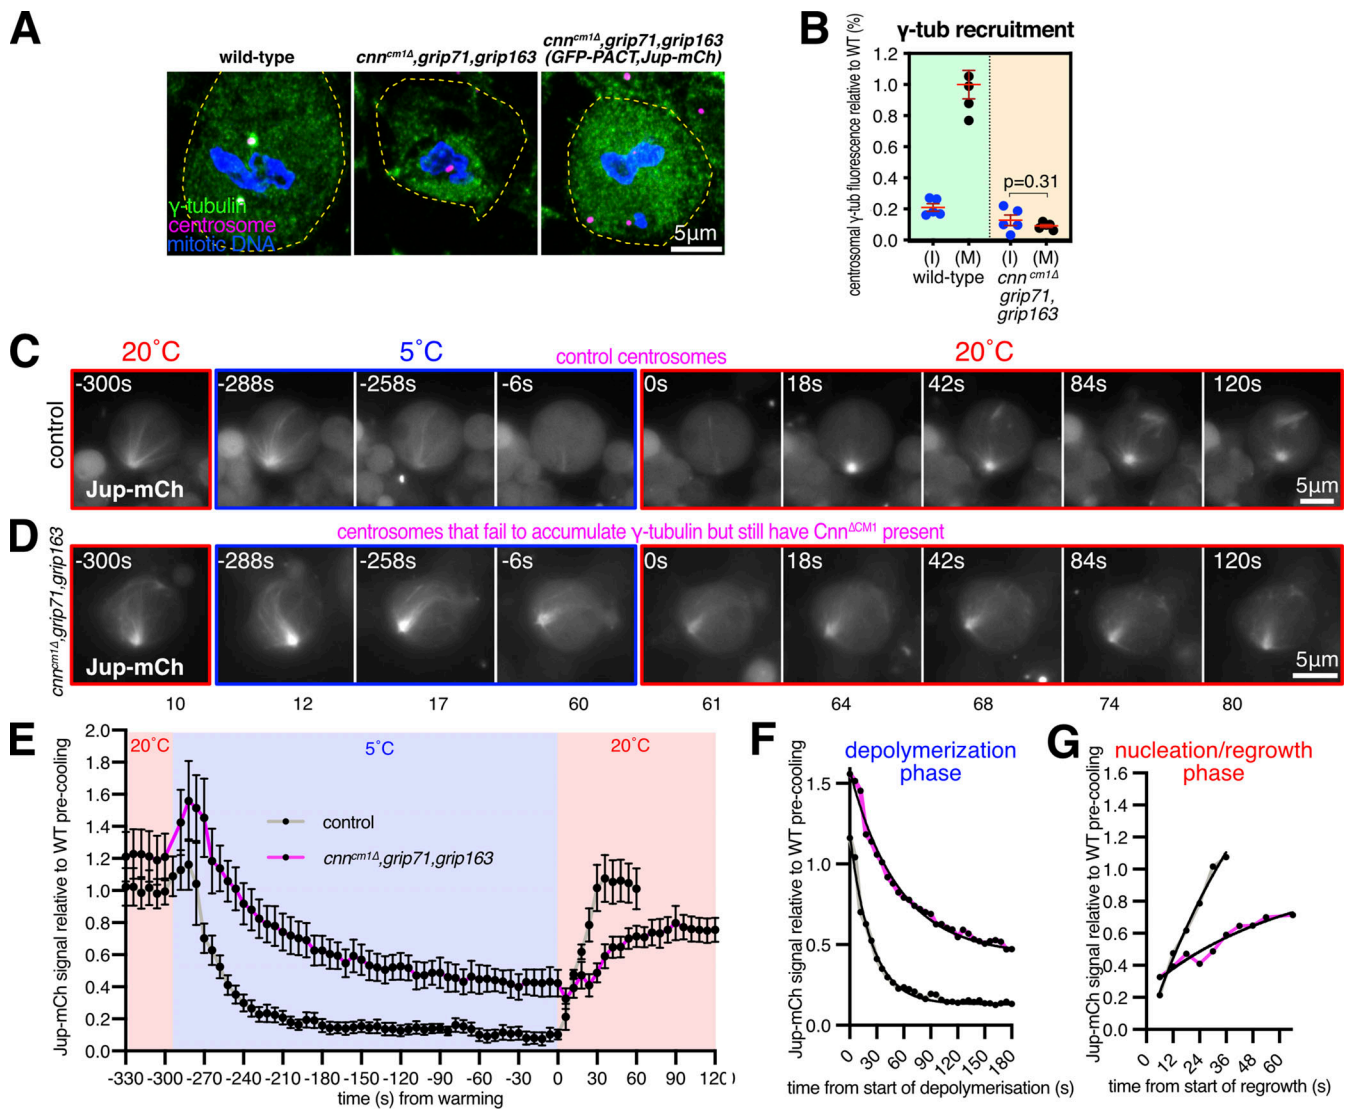 A
wild-type
cnn^cm1Δ,grip71,grip163
cnn^cm1Δ,grip71,grip163
(GFP-PACT,Jup-mCh)
γ-tubulin
centrosome
mitotic DNA
5μm
B
γ-tub recruitment
centrosomal γ-tub fluorescence relative to WT (%)
1.2
1.0
0.8
0.6
0.4
0.2
0.0
p=0.31
(I) (M) (I) (M)
wild-type
cnn^cm1Δ
grip71,
grip163
C
20˚C
5˚C
control centrosomes
20˚C
control
-300s
-288s
-258s
-6s
0s
18s
42s
84s
120s
Jup-mCh
5μm
D
centrosomes that fail to accumulate γ-tubulin but still have Cnn^ΔCM1 present
cnn^cm1Δ,grip71,grip163
-300s
-288s
-258s
-6s
0s
18s
42s
84s
120s
Jup-mCh
5μm
10 12 17 60 61 64 68 74 80
E
Jup-mCh signal relative to WT pre-cooling
2.0
1.8
1.6
1.4
1.2
1.0
0.8
0.6
0.4
0.2
0.0
20˚C
5˚C
20˚C
control
cnn^cm1Δ,grip71,grip163
-330 -300 -270 -240 -210 -180 -150 -120 -90 -60 -30 0 30 60 90 120
time (s) from warming
F
depolymerization
phase
Jup-mCh signal relative to WT pre-cooling
1.5
1.0
0.5
0.0
0 30 60 90 120 150 180
time from start of depolymerisation (s)
G
nucleation/regrowth
phase
Jup-mCh signal relative to WT pre-cooling
1.6
1.4
1.2
1.0
0.8
0.6
0.4
0.2
0.0
0 12 24 36 48 60
time from start of regrowth (s)